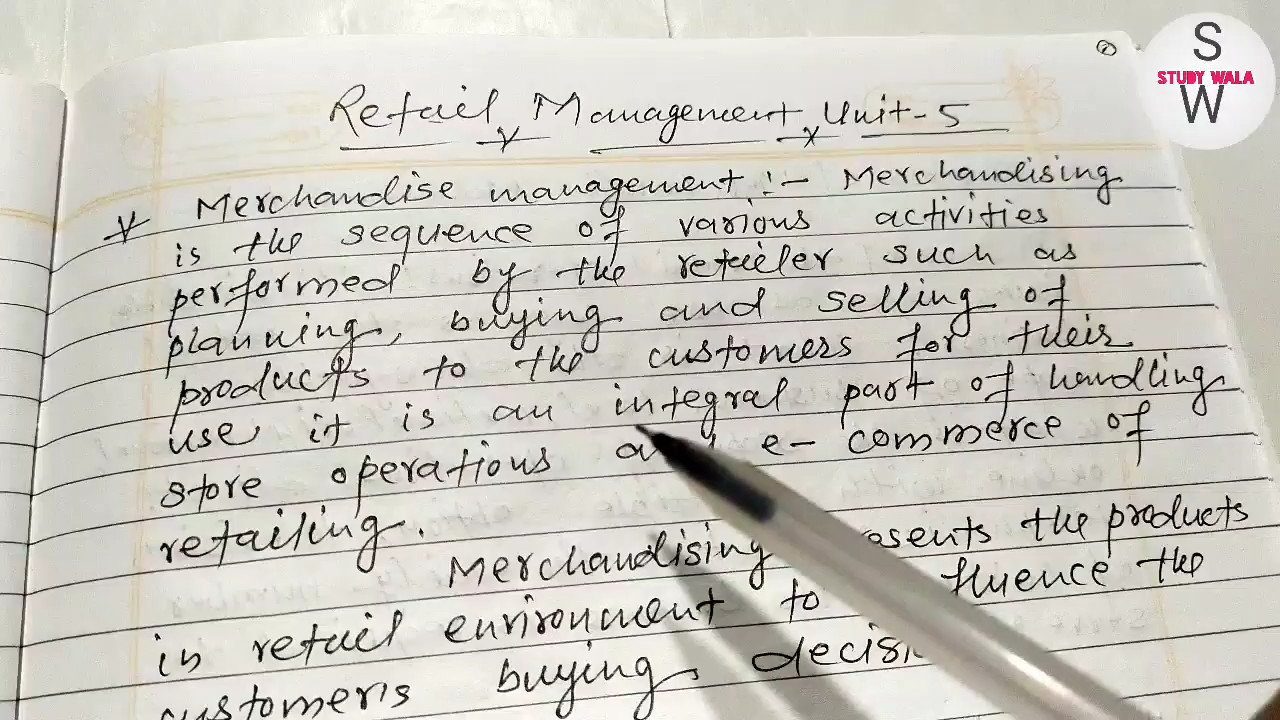 S
STUDY WALA
W
Retail Management Unit-5
Merchandise management :- Merchandising
is the sequence of various activities
performed by the retailer such as
planning, buying and selling of
products to the customers for their
use, it is an integral part of handling
store operations e-commerce of
retailing.
Merchandising the products
in retail environment to the
customer's buying